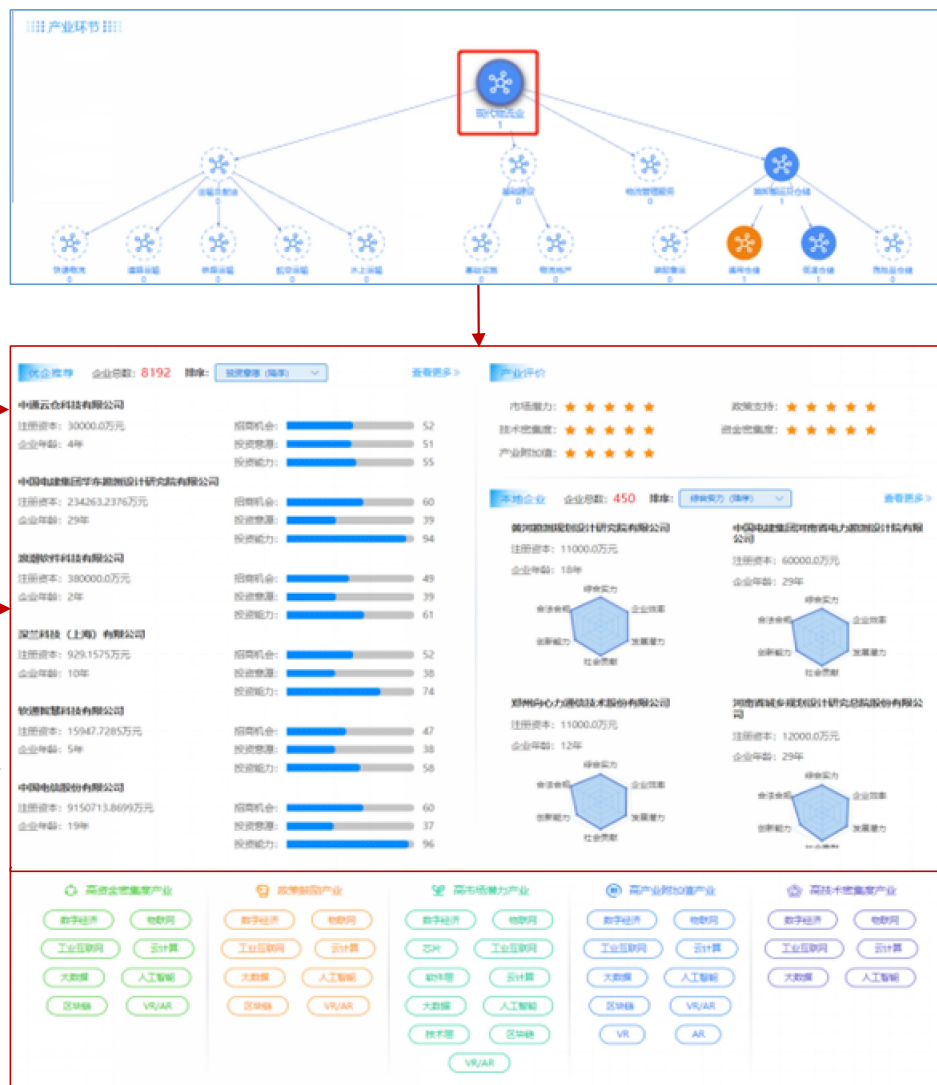 产业环节
现代物流业
1
运输及配送
0
基础建设
0
物流管理服务
0
装卸搬运及仓储
1
快递物流
0
道路运输
0
铁路运输
0
航空运输
0
水上运输
0
基础设施
0
物流地产
0
装卸搬运
0
通用仓储
1
低温仓储
1
危险品仓储
0
优企推荐 企业总数: 8192 排序: 投资意愿 (降序) 查看更多 »
中通云仓科技有限公司
注册资本: 30000.0万元 招商机会: 52
企业年龄: 4年 投资意愿: 51
投资能力: 55
中国电建集团华东勘测设计研究院有限公司
注册资本: 234263.2376万元 招商机会: 60
企业年龄: 29年 投资意愿: 39
投资能力: 94
浪潮软件科技有限公司
注册资本: 380000.0万元 招商机会: 49
企业年龄: 2年 投资意愿: 39
投资能力: 61
深兰科技（上海）有限公司
注册资本: 929.1575万元 招商机会: 52
企业年龄: 10年 投资意愿: 38
投资能力: 74
软通智慧科技有限公司
注册资本: 15947.7285万元 招商机会: 47
企业年龄: 5年 投资意愿: 38
投资能力: 58
中国电信股份有限公司
注册资本: 9150713.8699万元 招商机会: 60
企业年龄: 19年 投资意愿: 37
投资能力: 96
产业评价
市场潜力: 政策支持:
技术密集度: 资金密集度:
产业附加值:
本地企业 企业总数: 450 排序: 综合实力 (降序) 查看更多 »
黄河勘测规划设计研究院有限公司
注册资本: 11000.0万元
企业年龄: 18年
综合实力
合法合规 企业效率
创新能力 发展潜力
社会贡献
中国电建集团河南省电力勘测设计院有限
公司
注册资本: 60000.0万元
企业年龄: 29年
综合实力
合法合规 企业效率
创新能力 发展潜力
社会贡献
郑州向心力通信技术股份有限公司
注册资本: 11000.0万元
企业年龄: 12年
综合实力
合法合规 企业效率
创新能力 发展潜力
社会贡献
河南省城乡规划设计研究总院股份有限公
司
注册资本: 12000.0万元
企业年龄: 29年
综合实力
合法合规 企业效率
创新能力 发展潜力
高资金密集度产业
数字经济 物联网
工业互联网 云计算
大数据 人工智能
区块链 VR/AR
政策鼓励产业
数字经济 物联网
工业互联网 云计算
大数据 人工智能
区块链 VR/AR
高市场潜力产业
数字经济 物联网
芯片 工业互联网
软件层 云计算
大数据 人工智能
技术层 区块链
VR/AR
高产业附加值产业
数字经济 物联网
工业互联网 云计算
大数据 人工智能
区块链 VR/AR
VR AR
高技术密集度产业
数字经济 物联网
工业互联网 云计算
大数据 人工智能